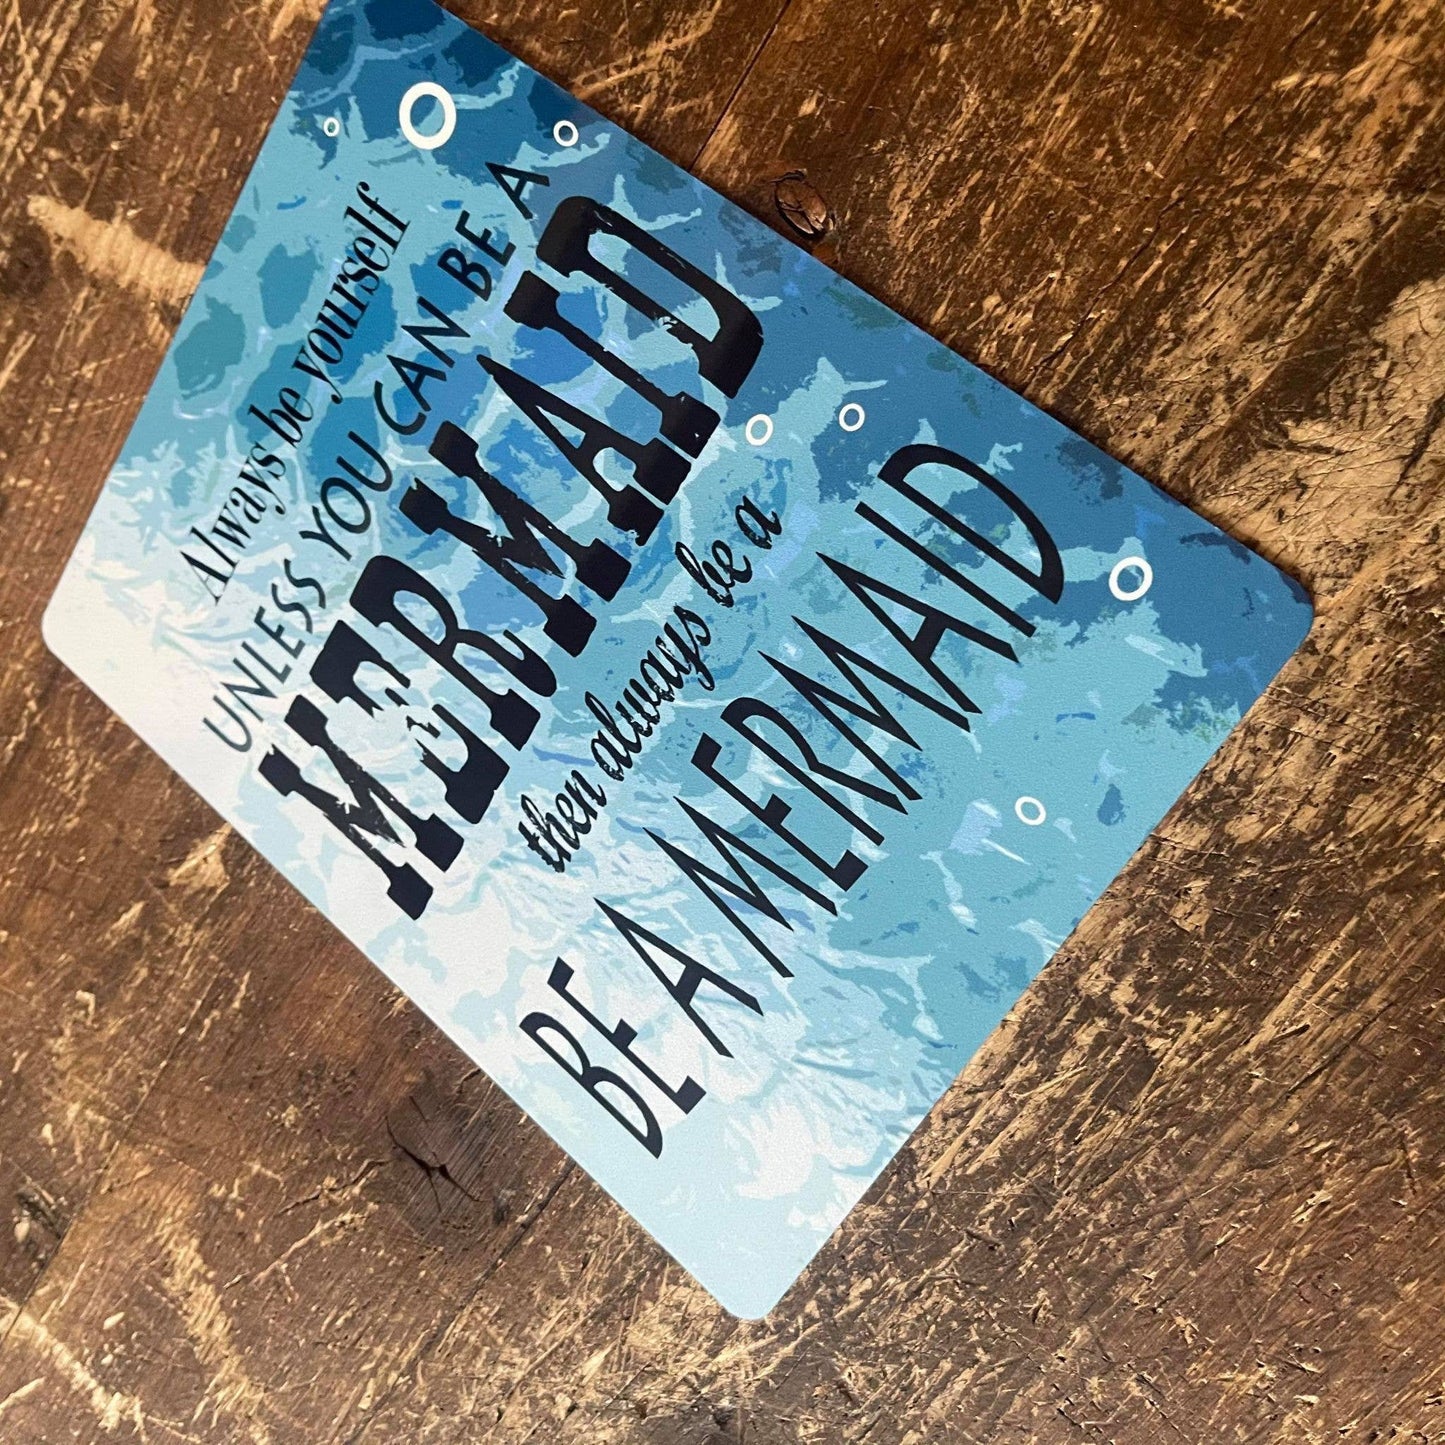 Always be yourself
UNLESS YOU CAN BE A
MERMAID
then always be a
BE A MERMAID